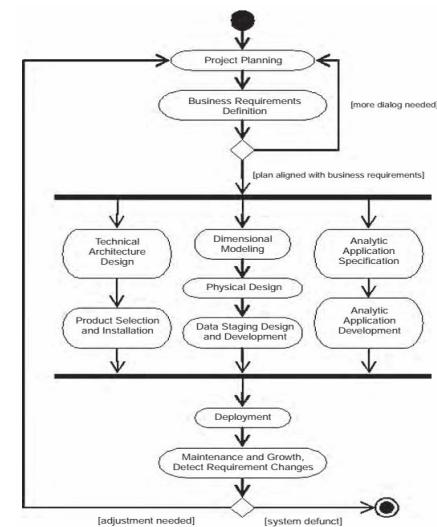 Project Planning
Business Requirements
Definition
[more dialog needed]
[plan aligned with business requirements]
Technical
Architecture
Design
Dimensional
Modeling
Analytic
Application
Specification
Physical Design
Product Selection
and Installation
Data Staging Design
and Development
Analytic
Application
Development
Deployment
Maintenance and Growth,
Detect Requirement Changes
[adjustment needed]
[system defunct]